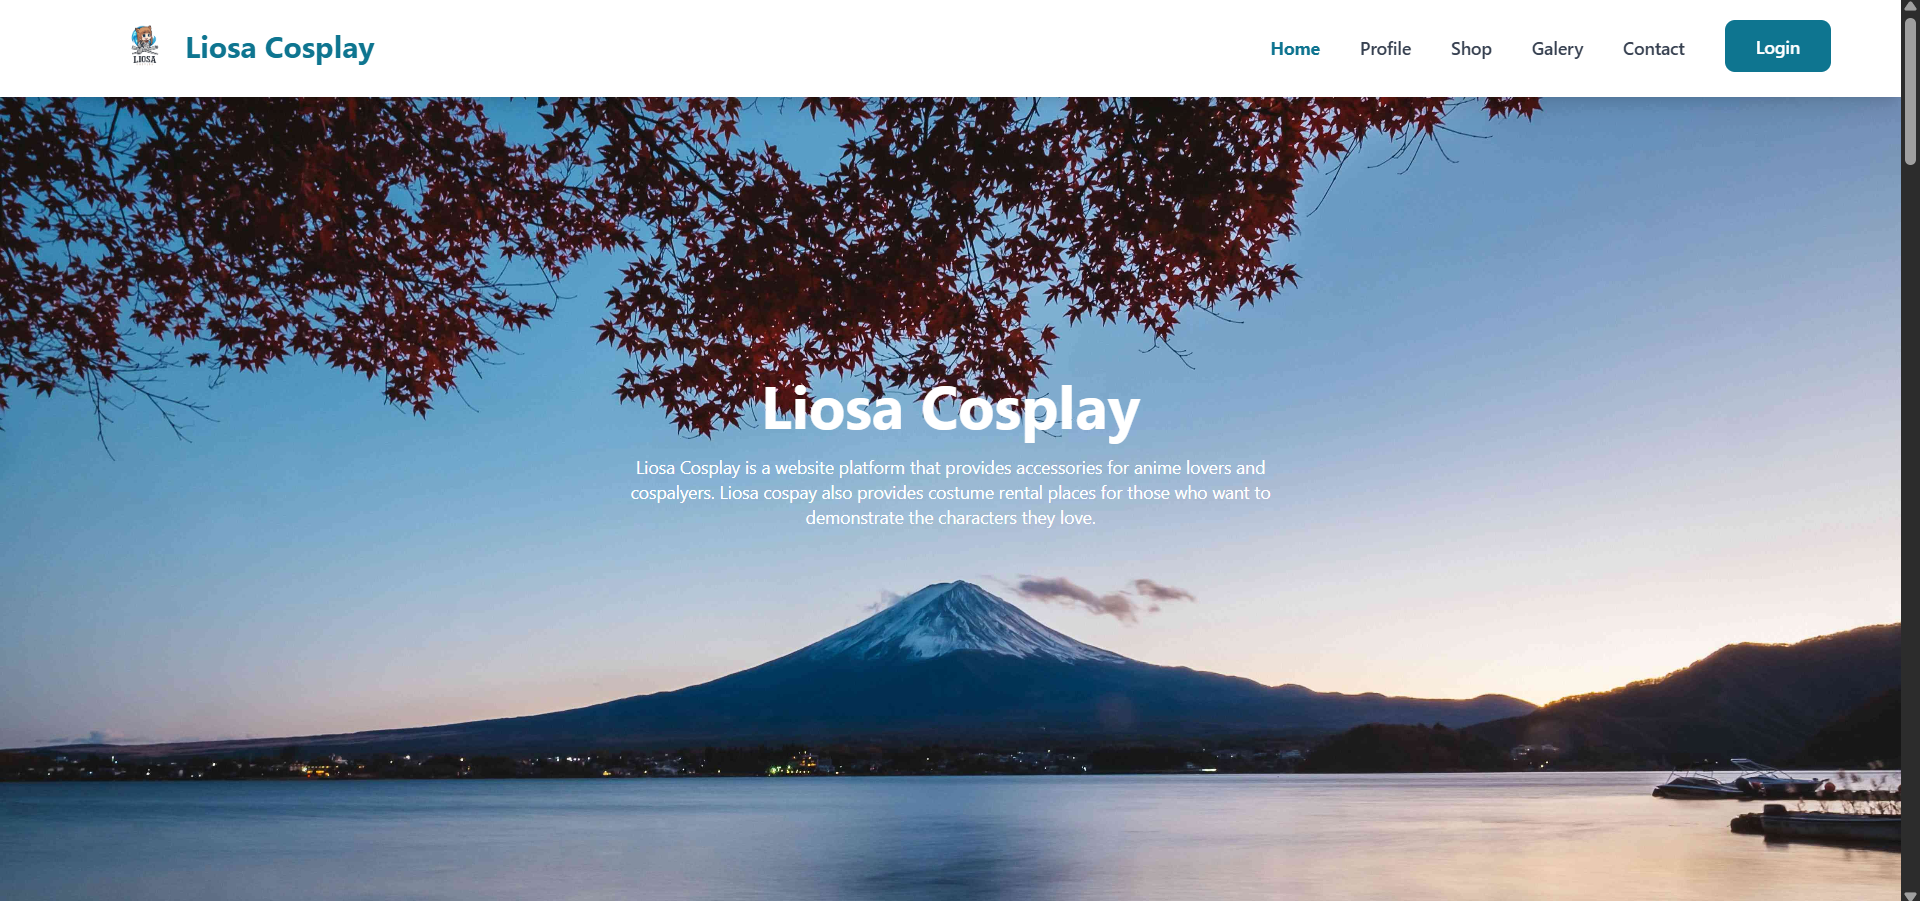 LIOSA
Liosa Cosplay
Home
Profile
Shop
Galery
Contact
Login
Liosa Cosplay
Liosa Cosplay is a website platform that provides accessories for anime lovers and
cospalyers. Liosa cospay also provides costume rental places for those who want to
demonstrate the characters they love.